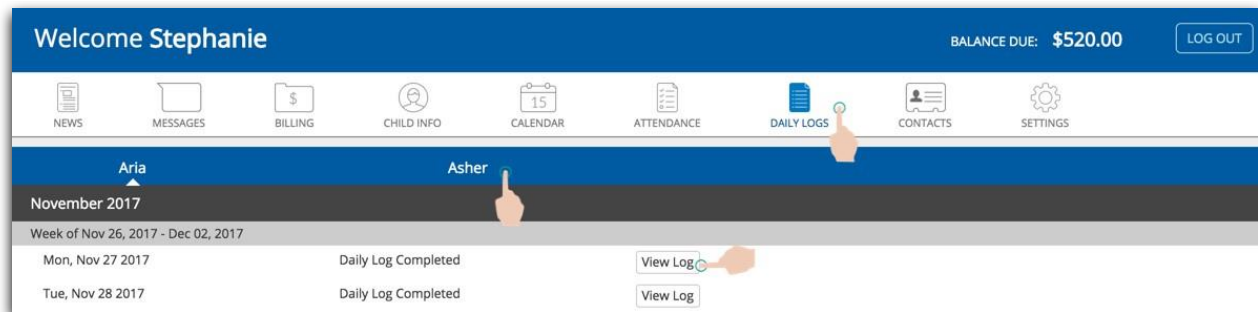 Welcome Stephanie
BALANCE DUE: $520.00
LOG OUT
$
15
NEWS
MESSAGES
BILLING
CHILD INFO
CALENDAR
ATTENDANCE
DAILY LOGS
CONTACTS
SETTINGS
Aria
Asher
November 2017
Week of Nov 26, 2017 - Dec 02, 2017
Mon, Nov 27 2017 Daily Log Completed View Log
Tue, Nov 28 2017 Daily Log Completed View Log